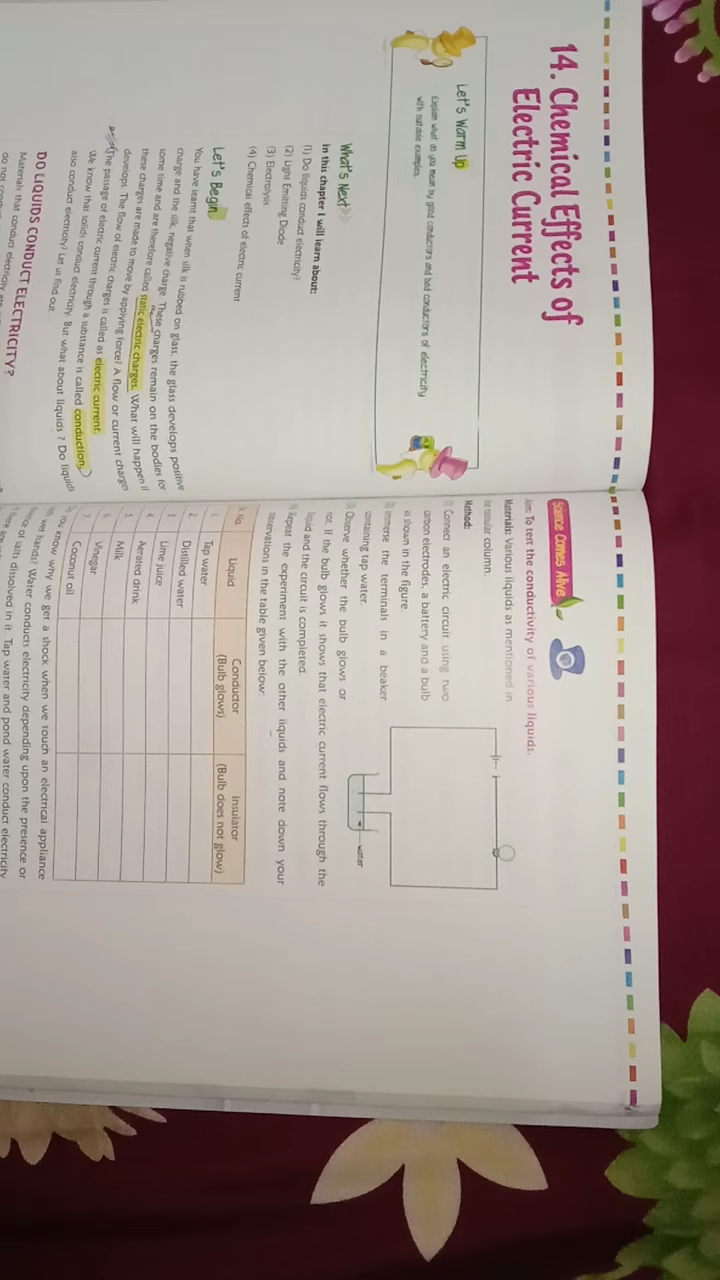 14. Chemical Effects of
Electric Current
Let's Warm Up
Explain what do you mean by good conductors and bad conductors of electricity
with suitable examples.
What's Next
In this chapter I will learn about:
(1) Do liquids conduct electricity?
(2) Light Emitting Diode
(3) Electrolysis
(4) Chemical effects of electric current
Let's Begin
You have learnt that when silk is rubbed on glass, the glass develops positive
charge and the silk, negative charge. These charges remain on the bodies for
some time and are therefore called static electric charges. What will happen if
these charges are made to move by applying force? A flow or current charges
develops. The flow of electric charges is called as electric current.
The passage of electric current through a substance is called conduction.
We know that solids conduct electricity. But what about liquids ? Do liquids
also conduct electricity? Let us find out.
DO LIQUIDS CONDUCT ELECTRICITY?
Materials that conduct electricity are
do not
Science Comes Alive
Aim: To test the conductivity of various liquids.
Materials: Various liquids as mentioned in
the tabular column.
Method:
Connect an electric circuit using two
carbon electrodes, a battery and a bulb
as shown in the figure.
Immerse the terminals in a beaker
containing tap water.
Observe whether the bulb glows or
not. If the bulb glows it shows that electric current flows through the
liquid and the circuit is completed.
Repeat the experiment with the other liquids and note down your
observations in the table given below:
water
No. Liquid Conductor Insulator
(Bulb glows) (Bulb does not glow)
1. Tap water
2. Distilled water
3. Lime juice
4. Aerated drink
5. Milk
6. Vinegar
7. Coconut oil
you know why we get a shock when we touch an electrical appliance
wet hands? Water conducts electricity depending upon the presence or
of salts dissolved in it. Tap water and pond water conduct electricity